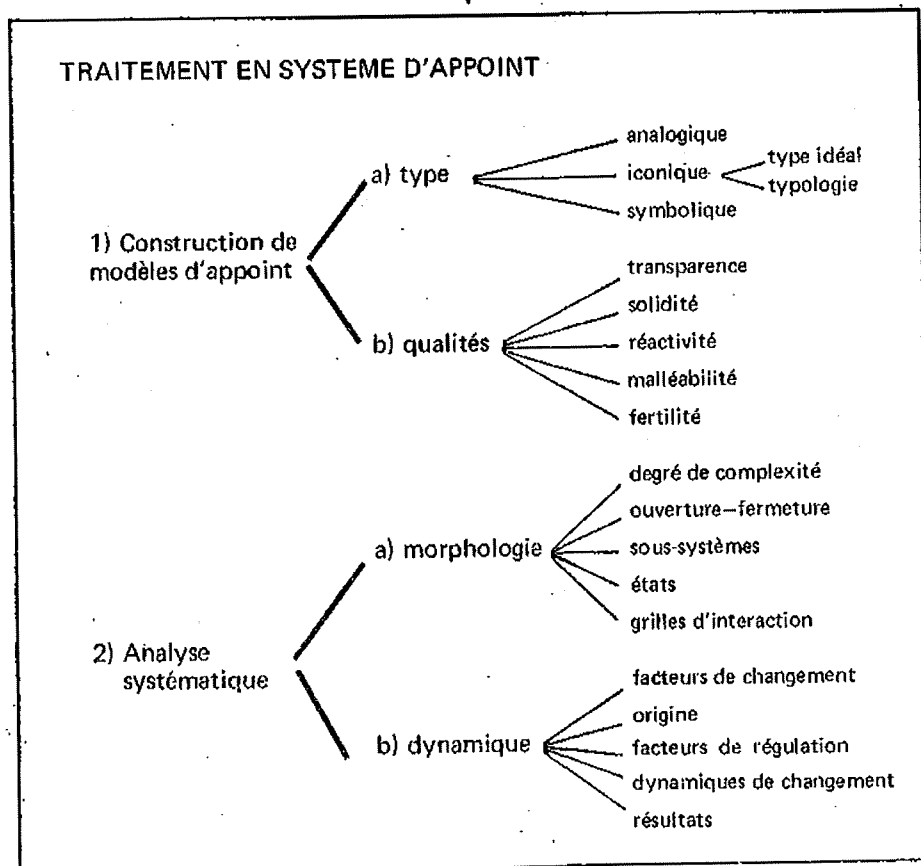 TRAITEMENT EN SYSTEME D'APPOINT
1) Construction de
modèles d'appoint
a) type
analogique
iconique
type idéal
typologie
symbolique
b) qualités
transparence
solidité
réactivité
malléabilité
fertilité
2) Analyse
systématique
a) morphologie
degré de complexité
ouverture–fermeture
sous-systèmes
états
grilles d'interaction
b) dynamique
facteurs de changement
origine
facteurs de régulation
dynamiques de changement
résultats